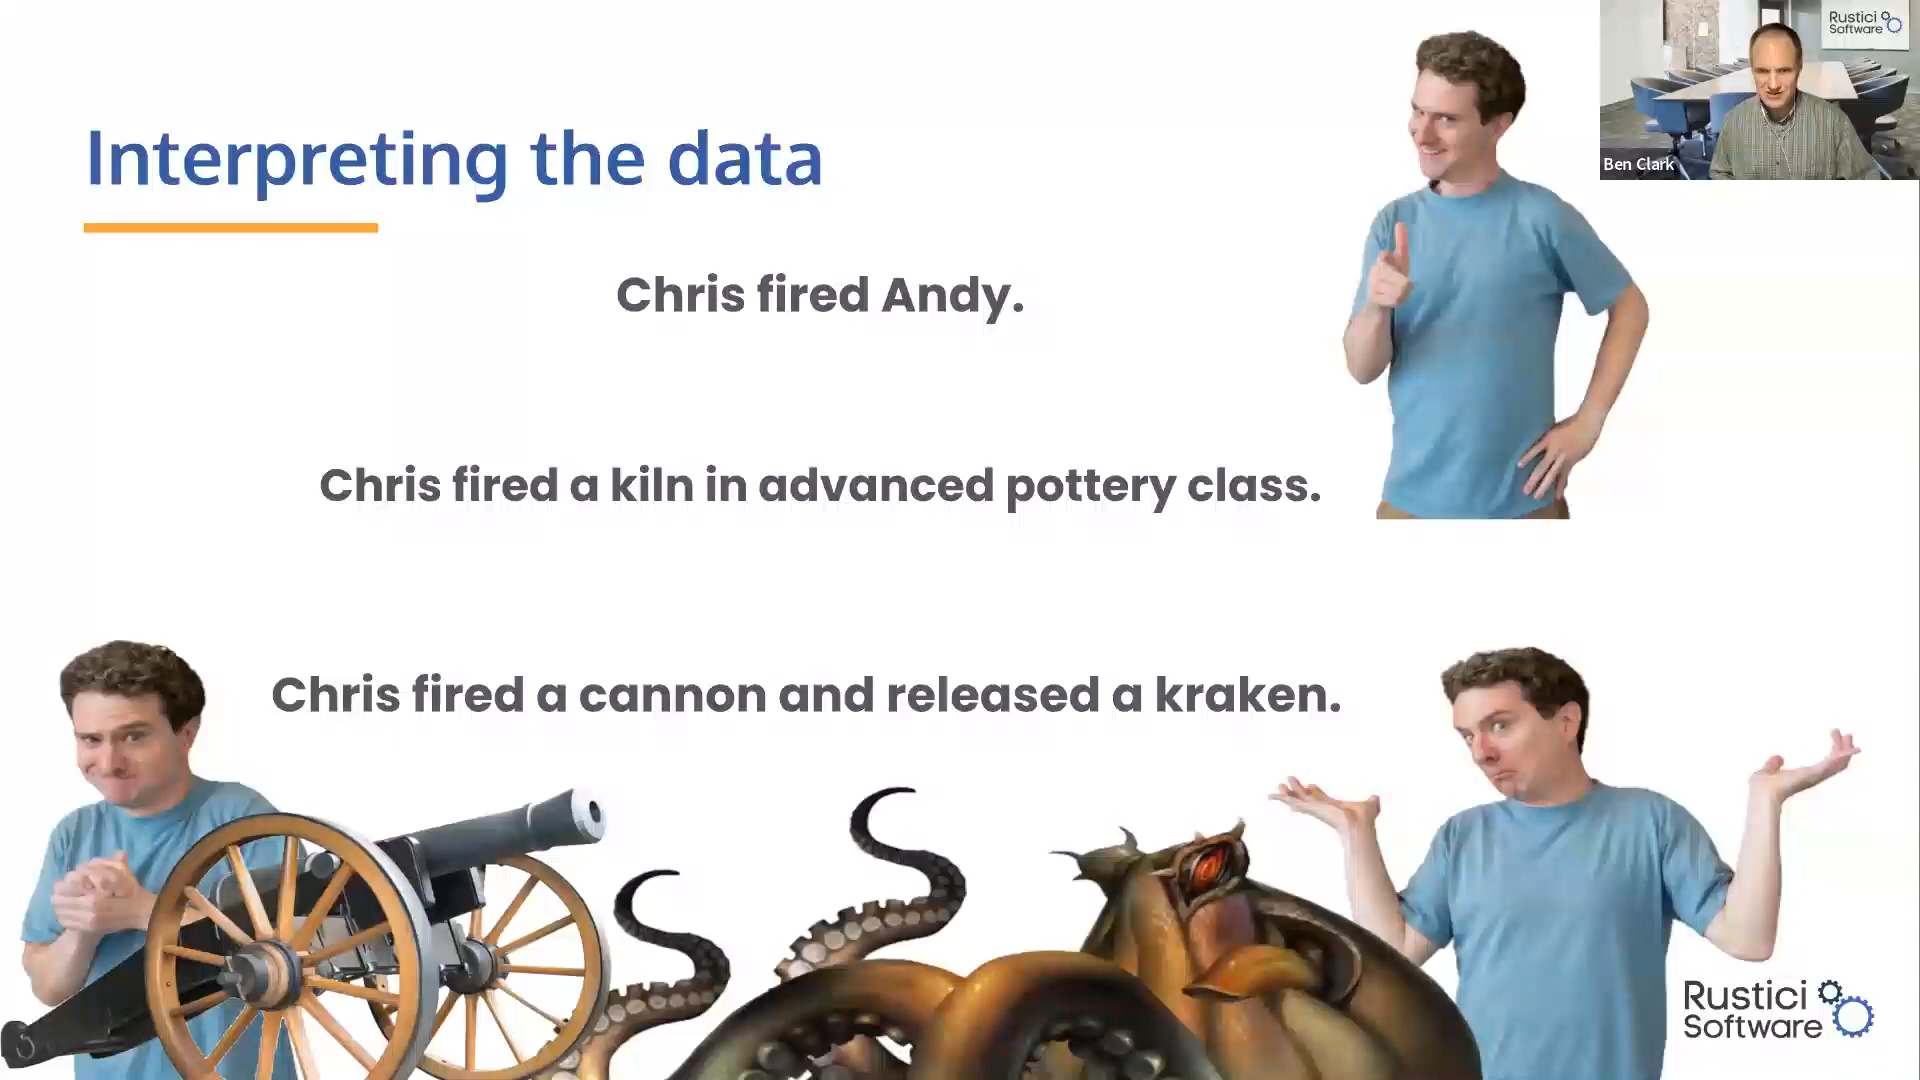 Rustici
Software
Ben Clark
Interpreting the data
Chris fired Andy.
Chris fired a kiln in advanced pottery class.
Chris fired a cannon and released a kraken.
Rustici
Software